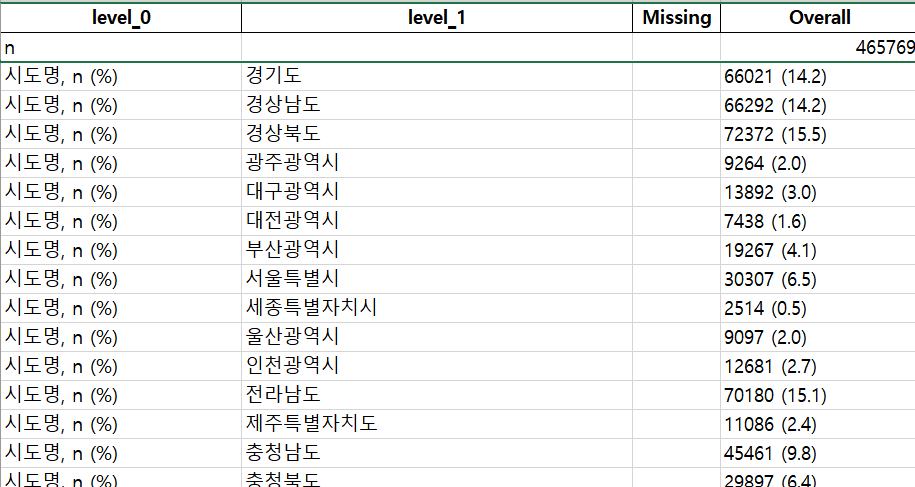 level_0 level_1 Missing Overall
n 465769
시도명, n (%) 경기도 66021 (14.2)
시도명, n (%) 경상남도 66292 (14.2)
시도명, n (%) 경상북도 72372 (15.5)
시도명, n (%) 광주광역시 9264 (2.0)
시도명, n (%) 대구광역시 13892 (3.0)
시도명, n (%) 대전광역시 7438 (1.6)
시도명, n (%) 부산광역시 19267 (4.1)
시도명, n (%) 서울특별시 30307 (6.5)
시도명, n (%) 세종특별자치시 2514 (0.5)
시도명, n (%) 울산광역시 9097 (2.0)
시도명, n (%) 인천광역시 12681 (2.7)
시도명, n (%) 전라남도 70180 (15.1)
시도명, n (%) 제주특별자치도 11086 (2.4)
시도명, n (%) 충청남도 45461 (9.8)
시도명, n (%) 충청북도 29897 (6.4)